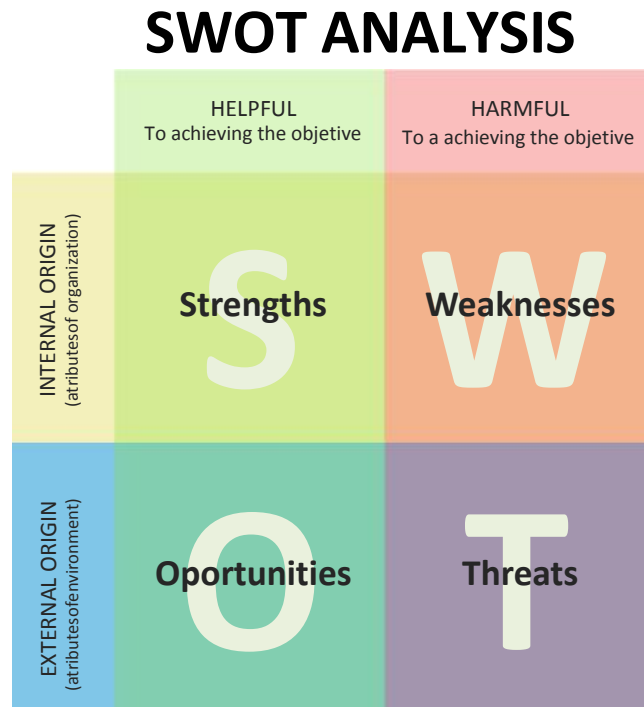 SWOT ANALYSIS
HELPFUL
To achieving the objetive
HARMFUL
To a achieving the objetive
INTERNAL ORIGIN
(atributesof organization)
S
Strengths
W
Weaknesses
EXTERNAL ORIGIN
(atributesofenvironment)
O
Oportunities
T
Threats